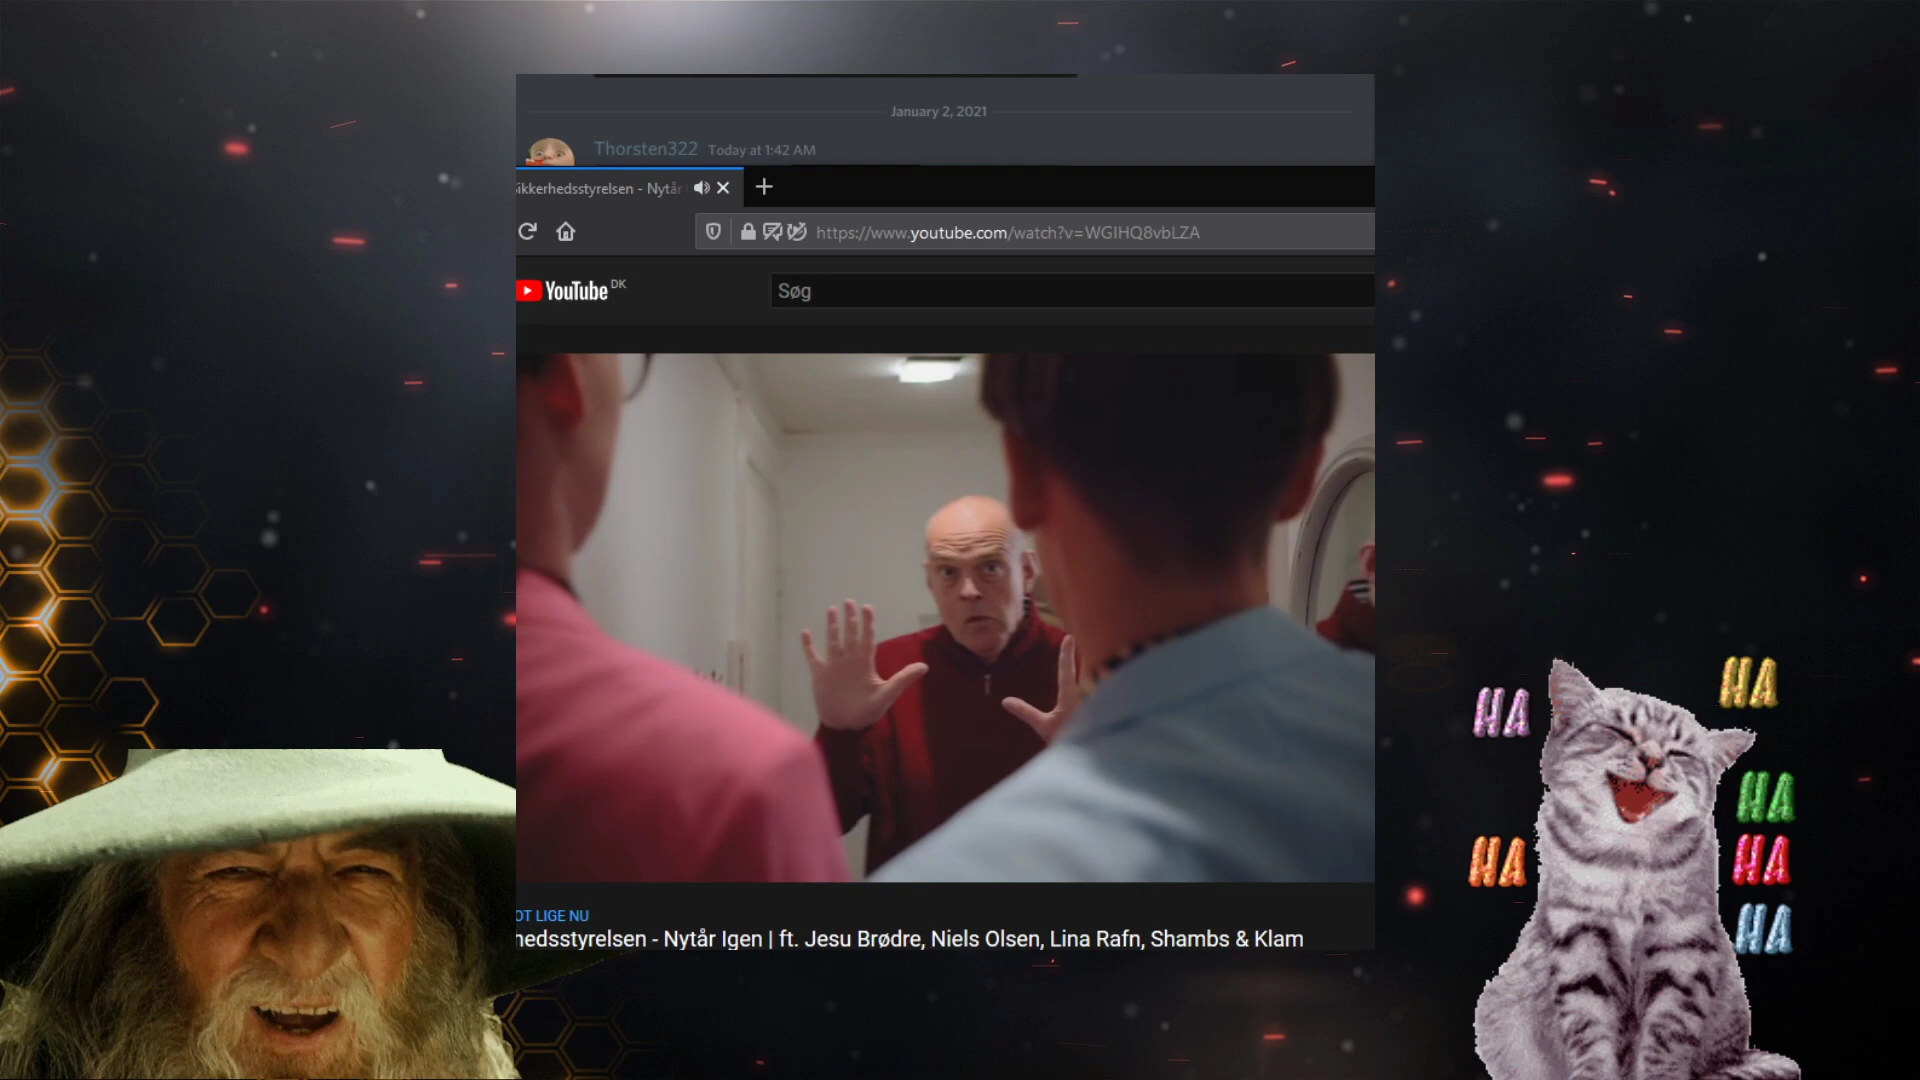 January 2, 2021
Thorsten322 Today at 1:42 AM
ikkerhedsstyrelsen - Nytår
https://www.youtube.com/watch?v=WGIHQ8vbLZA
YouTube DK
Søg
OT LIGE NU
hedsstyrelsen - Nytår Igen | ft. Jesu Brødre, Niels Olsen, Lina Rafn, Shambs & Klam
HA
HA
HA
HA
HA
HA